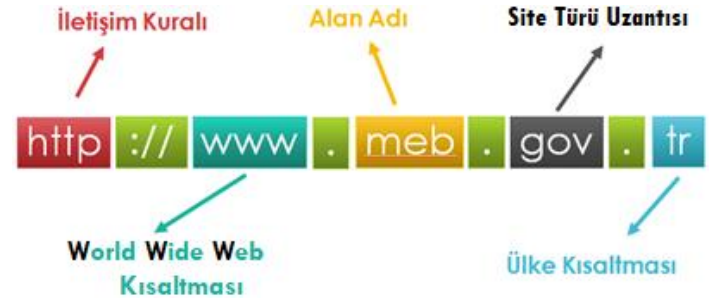 İletişim Kuralı Alan Adı Site Türü Uzantısı
http :// www . meb . gov . tr
World Wide Web
Kısaltması
Ülke Kısaltması